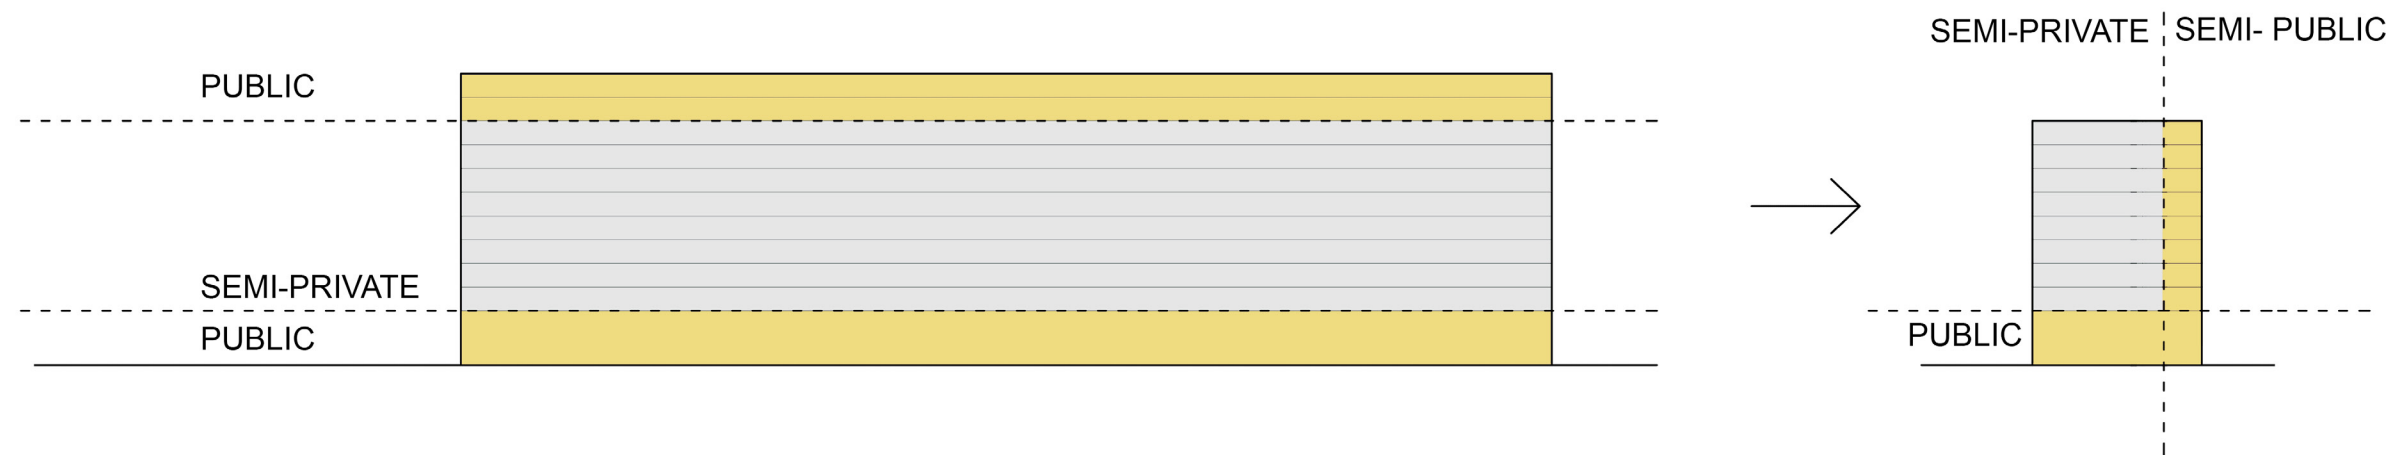 PUBLIC
SEMI-PRIVATE
PUBLIC
SEMI-PRIVATE
SEMI- PUBLIC
PUBLIC